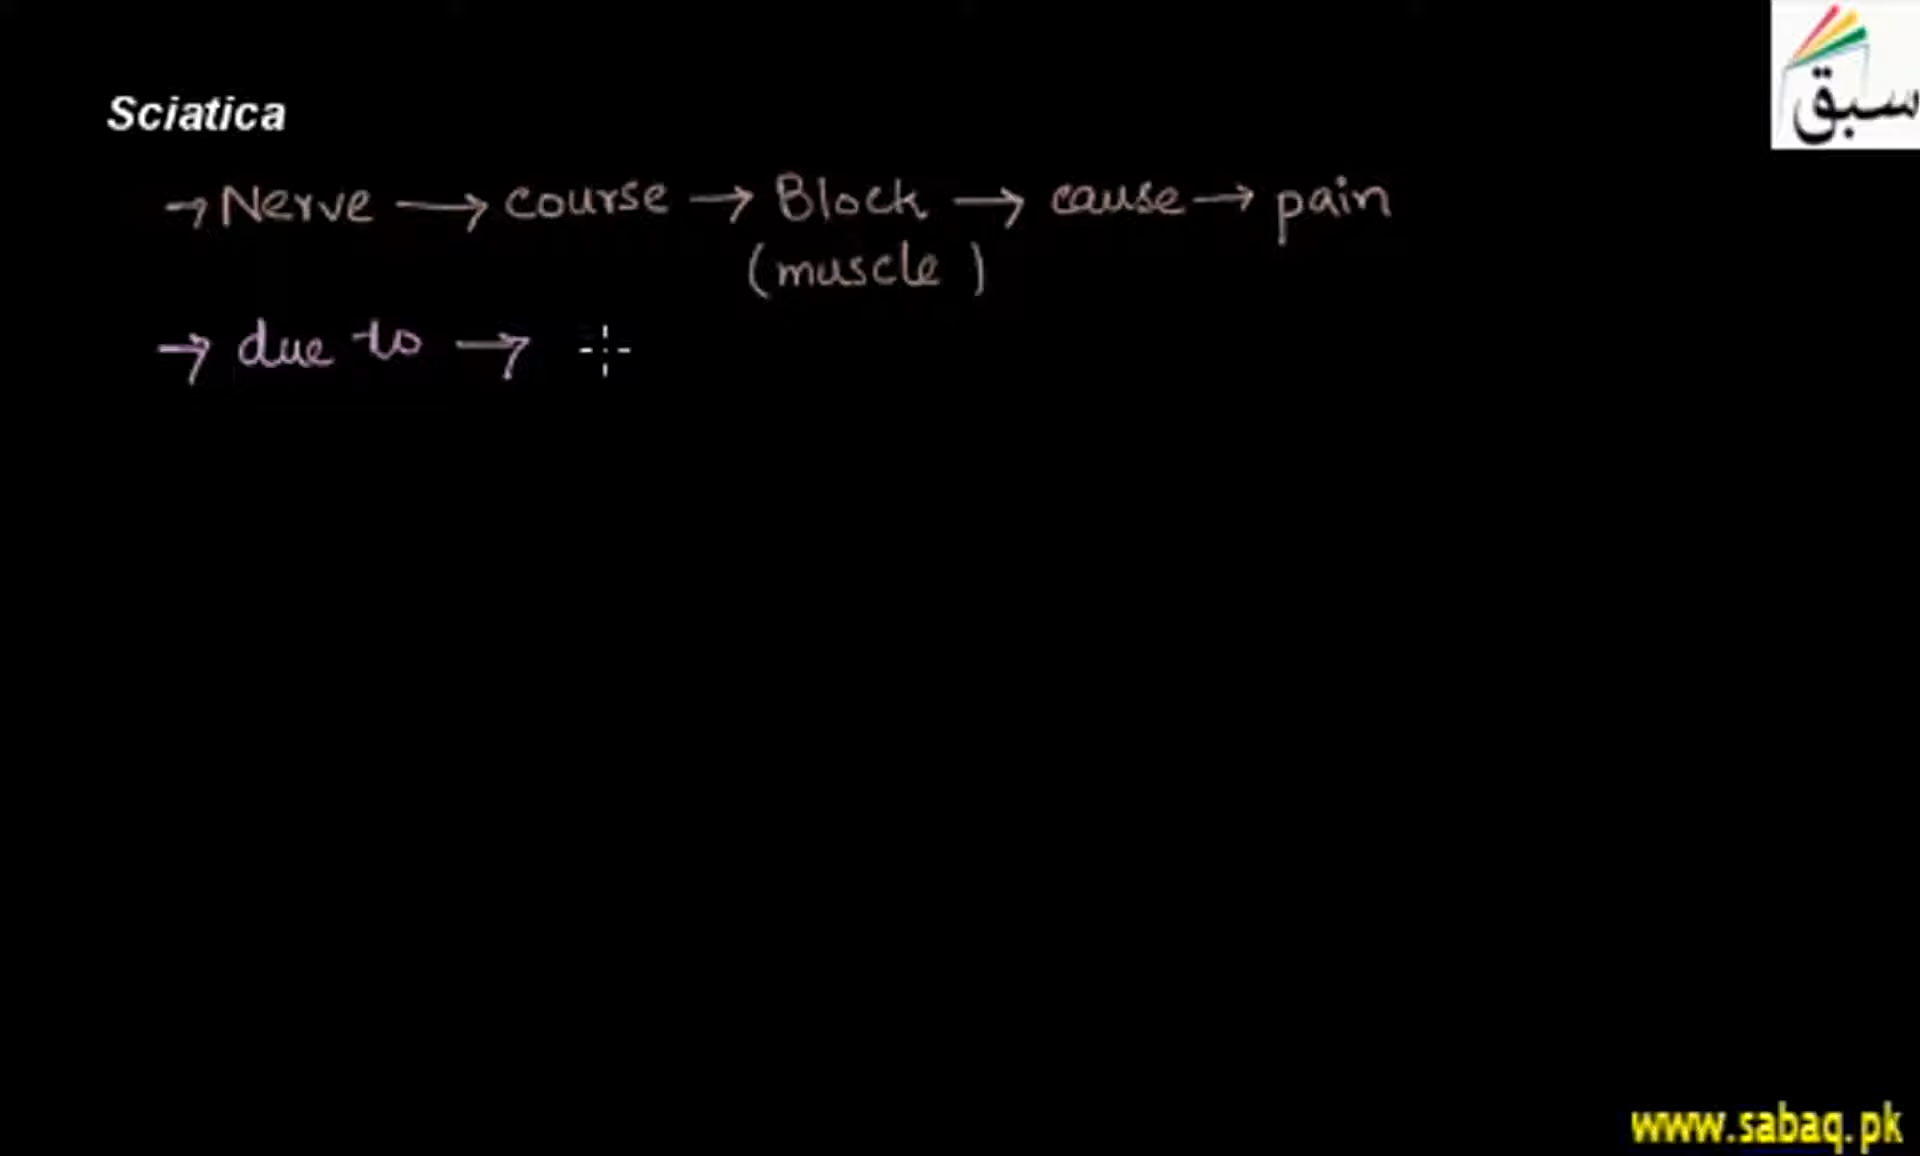 سبق
Sciatica
→ Nerve → course → Block → cause → pain
(muscle)
→ due to →
www.sabaq.pk